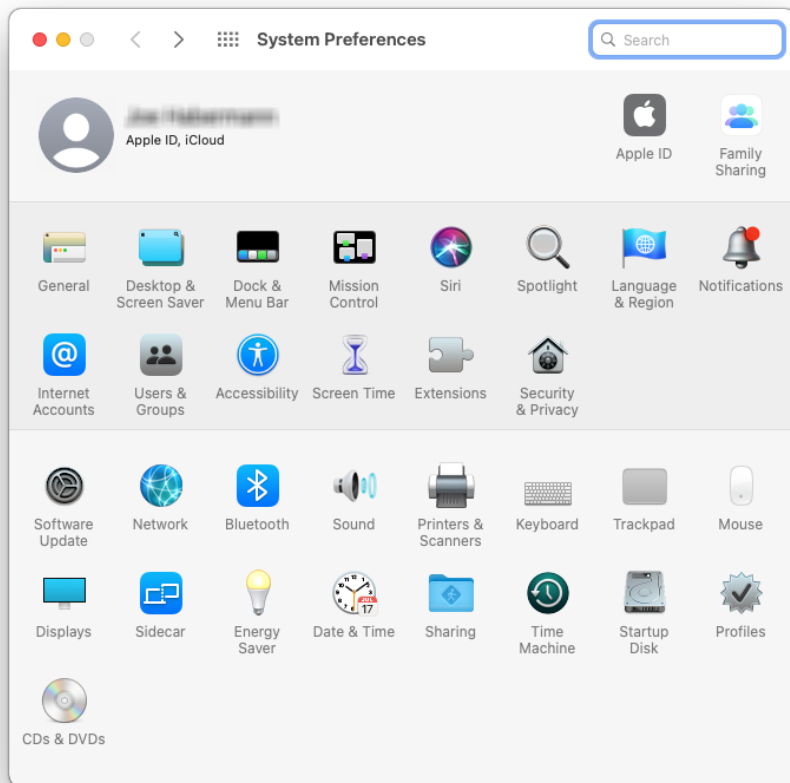 System Preferences
Search
Apple ID, iCloud
Apple ID
Family
Sharing
General
Desktop &
Screen Saver
Dock &
Menu Bar
Mission
Control
Siri
Spotlight
Language
& Region
Notifications
Internet
Accounts
Users &
Groups
Accessibility
Screen Time
Extensions
Security
& Privacy
Software
Update
Network
Bluetooth
Sound
Printers &
Scanners
Keyboard
Trackpad
Mouse
Displays
Sidecar
Energy
Saver
Date & Time
JUL
17
Sharing
Time
Machine
Startup
Disk
Profiles
CDs & DVDs